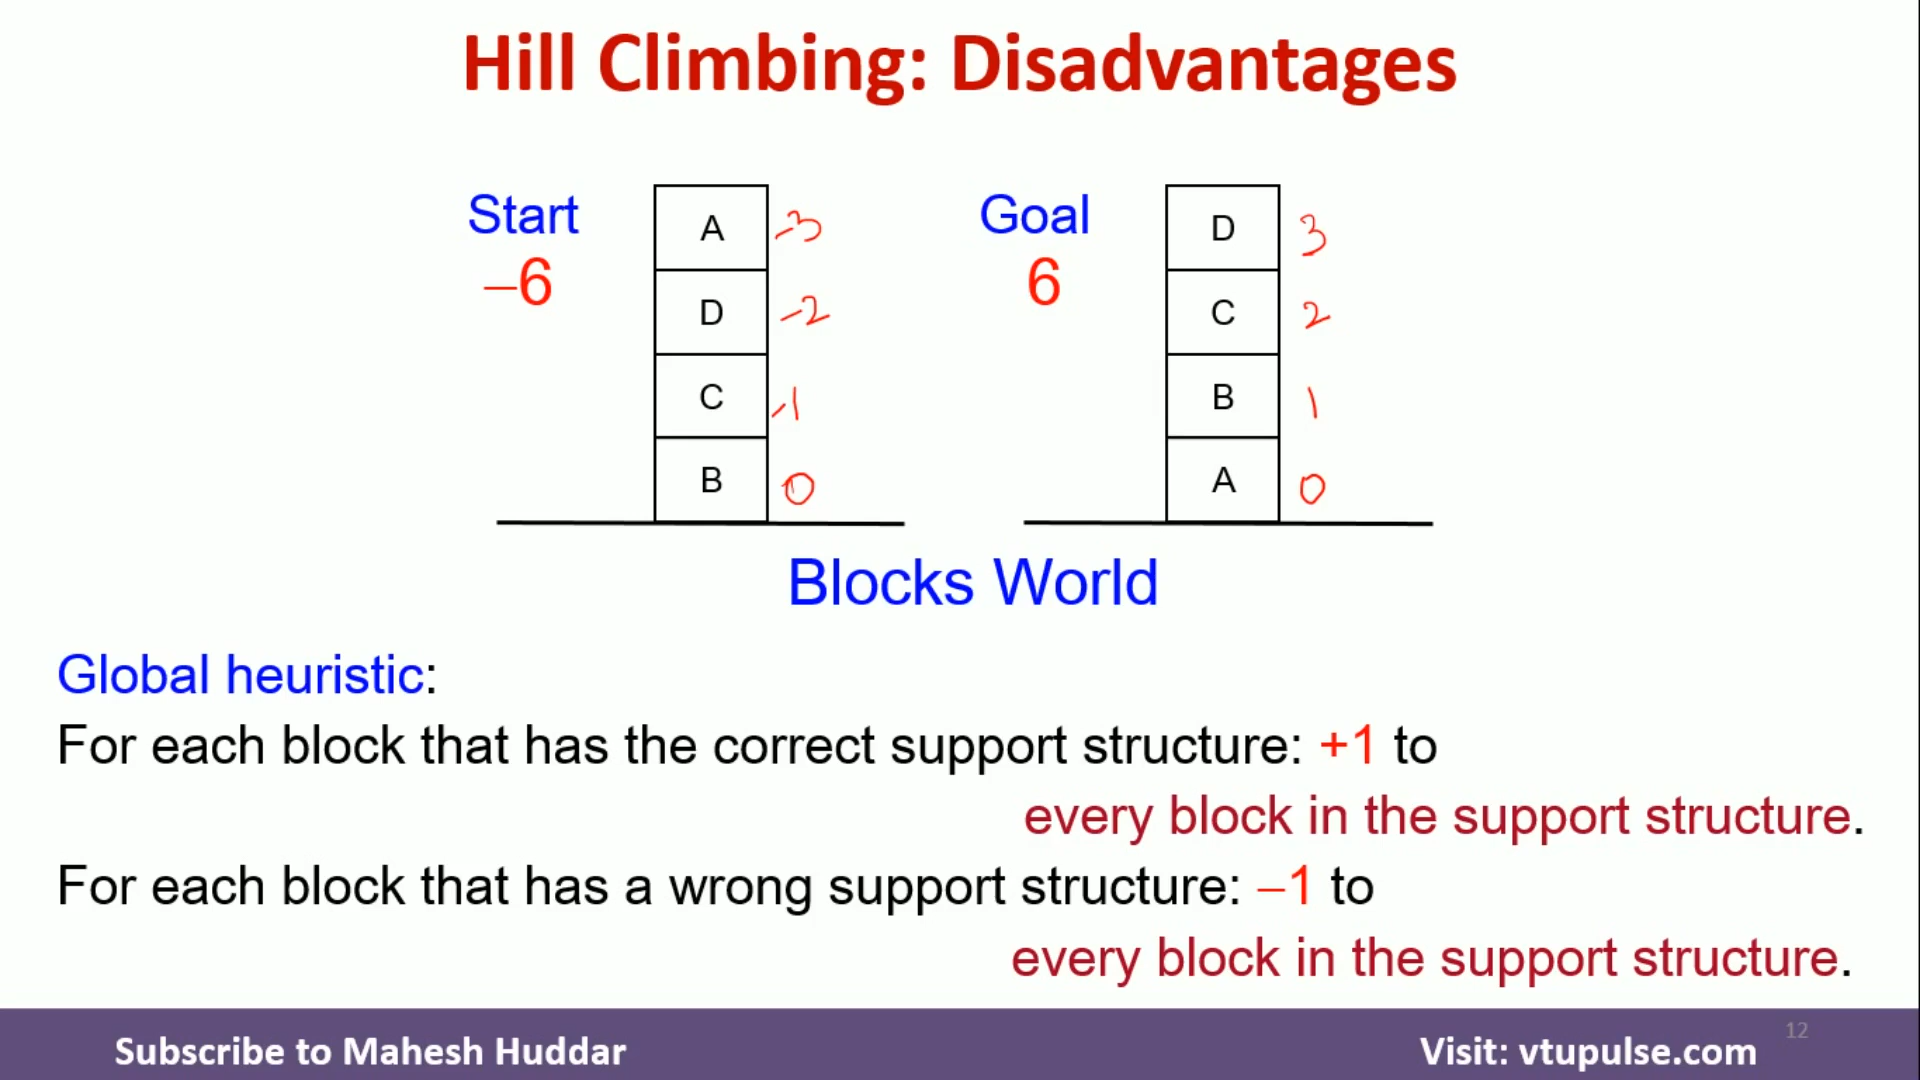 Hill Climbing: Disadvantages
Start
–6
A -3
D -2
C -1
B 0
Goal
6
D 3
C 2
B 1
A 0
Blocks World
Global heuristic:
For each block that has the correct support structure: +1 to
every block in the support structure.
For each block that has a wrong support structure: –1 to
every block in the support structure.
12
Subscribe to Mahesh Huddar
Visit: vtupulse.com